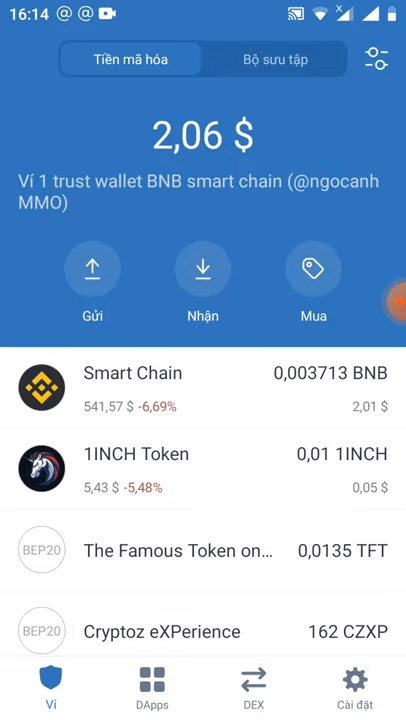 16:14
Tiền mã hóa
Bộ sưu tập
2,06 $
Ví 1 trust wallet BNB smart chain (@ngocanh
MMO)
Gửi
Nhận
Mua
Smart Chain 0,003713 BNB
541,57 $ -6,69% 2,01 $
1INCH Token 0,01 1INCH
5,43 $ -5,48% 0,05 $
BEP20 The Famous Token on... 0,0135 TFT
BEP20 Cryptoz eXPerience 162 CZXP
Ví
DApps
DEX
Cài đặt